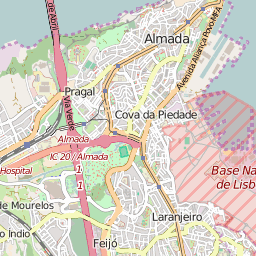 de Abril
Almada
Avenida Aliança Povo-MFA
Pragal
Via Verde
Cova da Piedade
Almada
IC 20 / Almada
Hospital
1
1
Base Na
de Lisb
de Mourelos
Laranjeiro
o Índio
Feijó